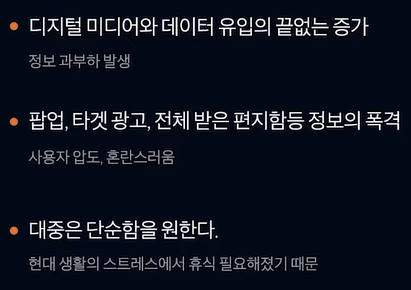 디지털 미디어와 데이터 유입의 끝없는 증가
정보 과부하 발생
팝업, 타겟 광고, 전체 받은 편지함등 정보의 폭격
사용자 압도, 혼란스러움
대중은 단순함을 원한다.
현대 생활의 스트레스에서 휴식 필요해졌기 때문